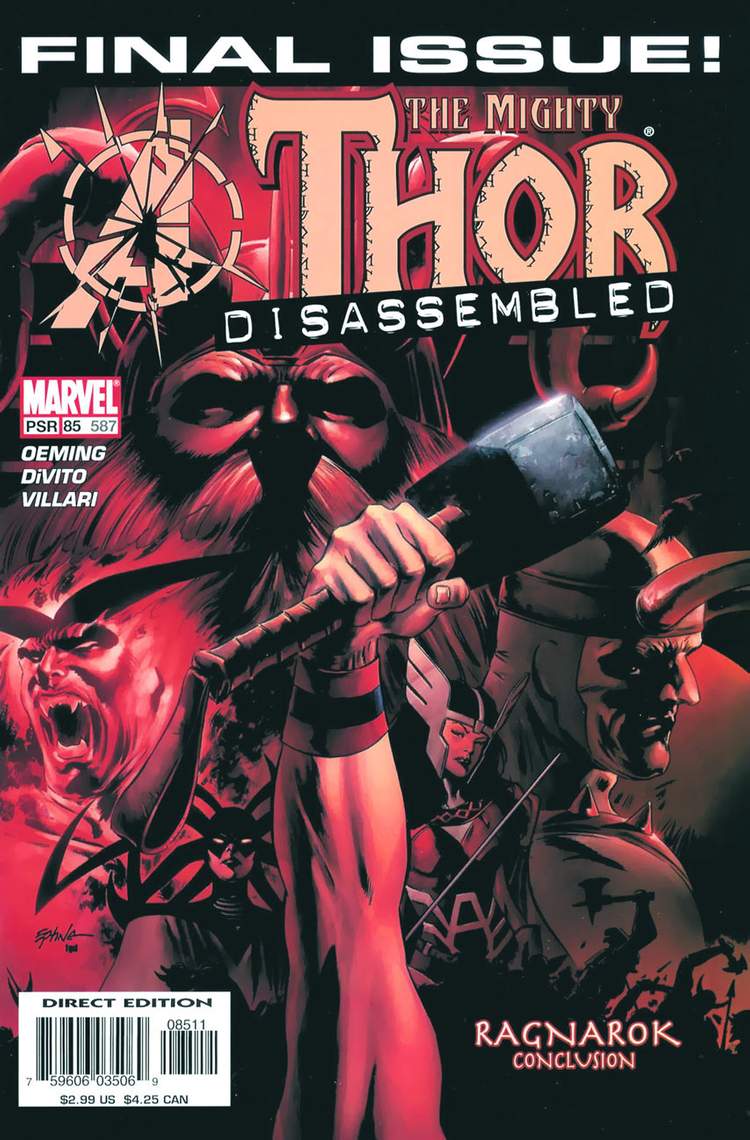 FINAL ISSUE!
THE MIGHTY
THOR®
DISASSEMBLED
MARVEL®
PSR 85 587
OEMING
DiVITO
VILLARI
RAGNAROK
CONCLUSION
DIRECT EDITION
08511
7 59606 03506 9
$2.99 US $4.25 CAN